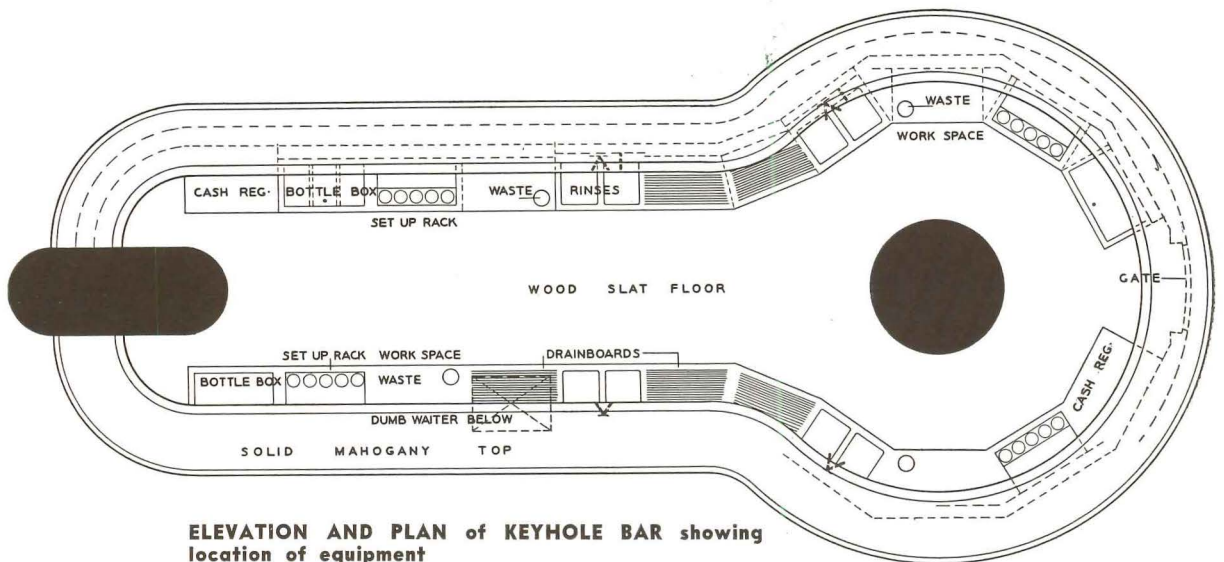 WASTE
WORK SPACE
CASH REG.
BOTTLE BOX
WASTE
RINSES
SET UP RACK
WOOD SLAT FLOOR
GATE
SET UP RACK WORK SPACE
DRAINBOARDS
BOTTLE BOX
WASTE
CASH REG.
DUMB WAITER BELOW
SOLID MAHOGANY TOP
ELEVATION AND PLAN of KEYHOLE BAR showing
location of equipment